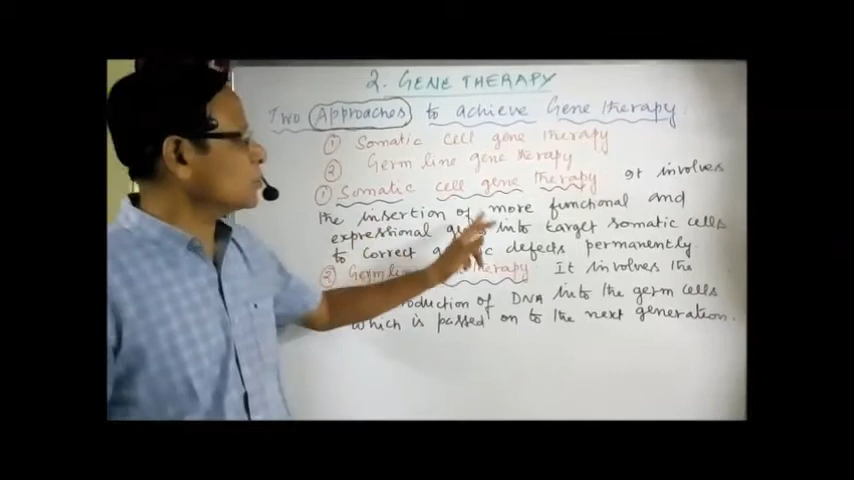 2. GENE THERAPY
Two Approaches to achieve Gene therapy.
① Somatic cell gene therapy
② Germ line gene therapy
① Somatic cell gene therapy It involves
the insertion of more functional and
expressional into target somatic cells
to correct defects permanently.
② Germ line therapy It involves the
DNA into the germ cells
which is passed on to the next generation.